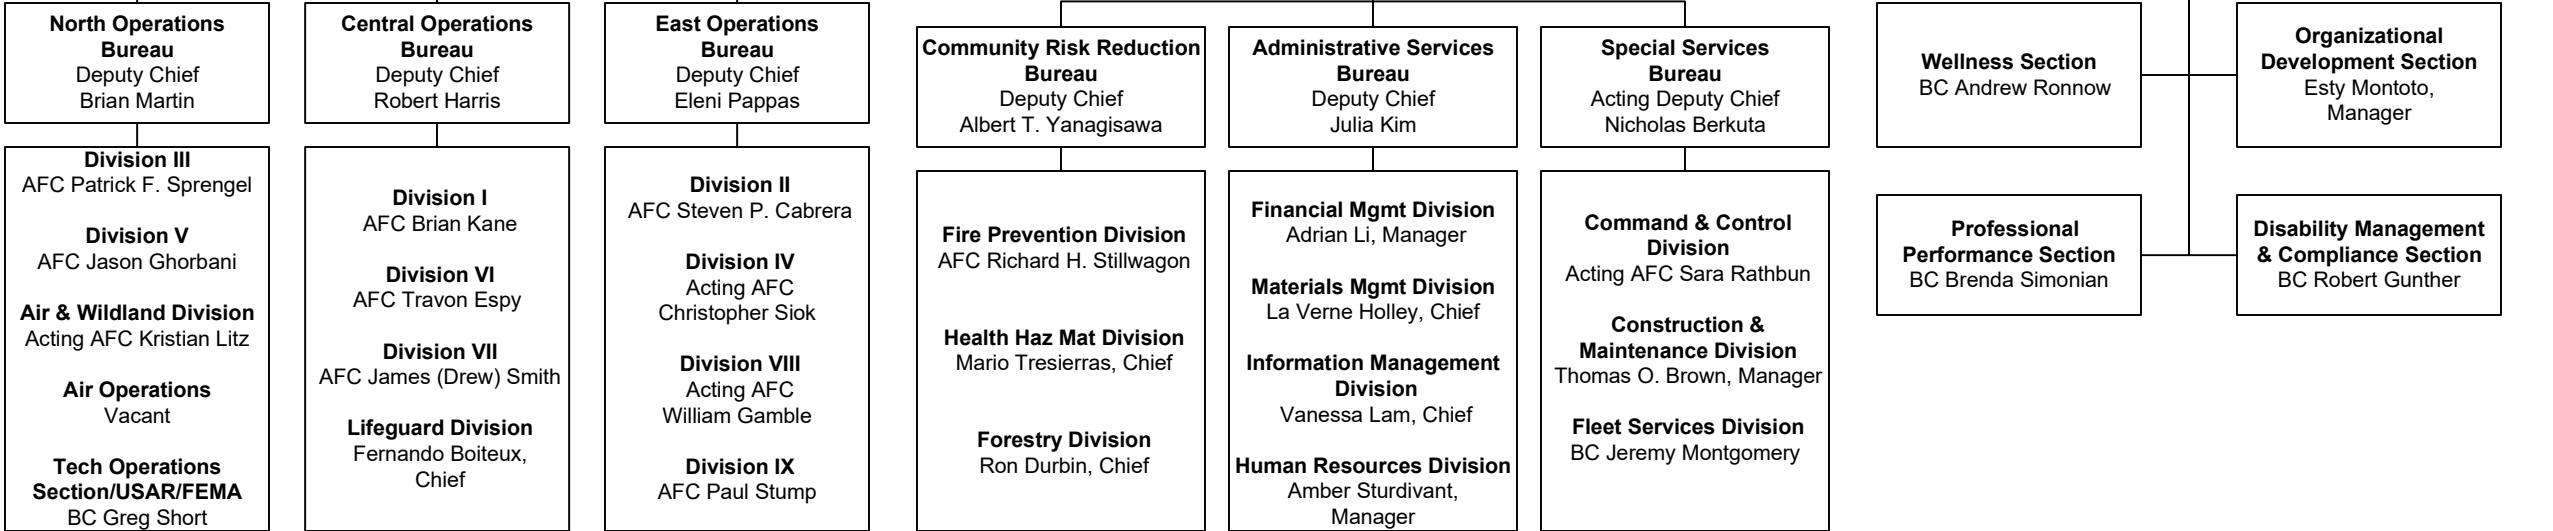 North Operations
Bureau
Deputy Chief
Brian Martin
Division III
AFC Patrick F. Sprengel
Division V
AFC Jason Ghorbani
Air & Wildland Division
Acting AFC Kristian Litz
Air Operations
Vacant
Tech Operations
Section/USAR/FEMA
BC Greg Short
Central Operations
Bureau
Deputy Chief
Robert Harris
Division I
AFC Brian Kane
Division VI
AFC Travon Espy
Division VII
AFC James (Drew) Smith
Lifeguard Division
Fernando Boiteux,
Chief
East Operations
Bureau
Deputy Chief
Eleni Pappas
Division II
AFC Steven P. Cabrera
Division IV
Acting AFC
Christopher Siok
Division VIII
Acting AFC
William Gamble
Division IX
AFC Paul Stump
Community Risk Reduction
Bureau
Deputy Chief
Albert T. Yanagisawa
Fire Prevention Division
AFC Richard H. Stillwagon
Health Haz Mat Division
Mario Tresierras, Chief
Forestry Division
Ron Durbin, Chief
Administrative Services
Bureau
Deputy Chief
Julia Kim
Financial Mgmt Division
Adrian Li, Manager
Materials Mgmt Division
La Verne Holley, Chief
Information Management
Division
Vanessa Lam, Chief
Human Resources Division
Amber Sturdivant,
Manager
Special Services
Bureau
Acting Deputy Chief
Nicholas Berkuta
Command & Control
Division
Acting AFC Sara Rathbun
Construction &
Maintenance Division
Thomas O. Brown, Manager
Fleet Services Division
BC Jeremy Montgomery
Wellness Section
BC Andrew Ronnow
Organizational
Development Section
Esty Montoto,
Manager
Professional
Performance Section
BC Brenda Simonian
Disability Management
& Compliance Section
BC Robert Gunther